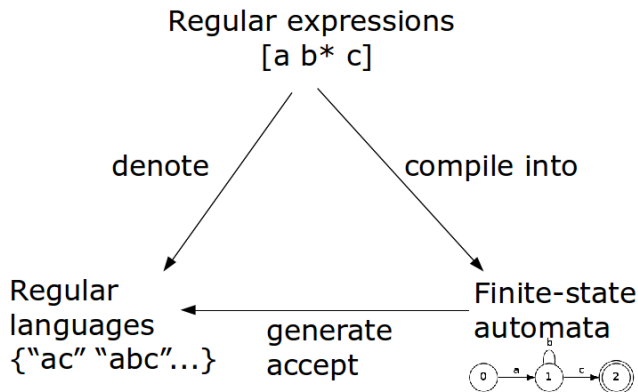 Regular expressions
[a b* c]
denote
compile into
Regular
languages
{“ac” “abc”...}
generate
accept
Finite-state
automata
b
0
a
1
c
2